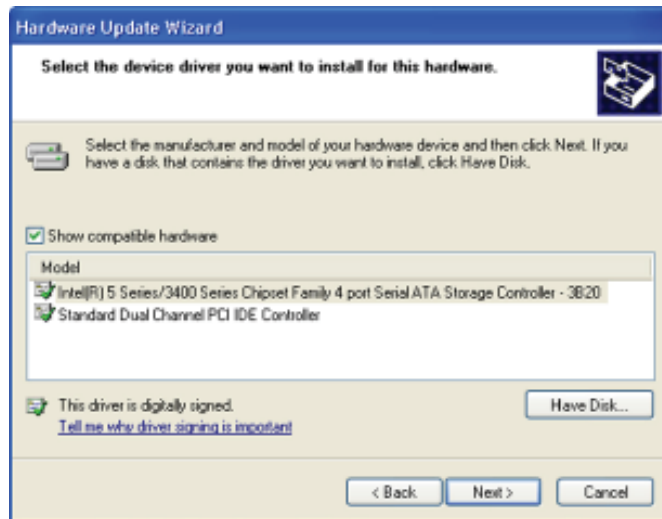 Hardware Update Wizard
Select the device driver you want to install for this hardware.
Select the manufacturer and model of your hardware device and then click Next. If you
have a disk that contains the driver you want to install, click Have Disk.
Show compatible hardware
Model
Intel(R) 5 Series/3400 Series Chipset Family 4 port Serial ATA Storage Controller - 3B20
Standard Dual Channel PCI IDE Controller
This driver is digitally signed.
Have Disk...
Tell me why driver signing is important
< Back
Next >
Cancel